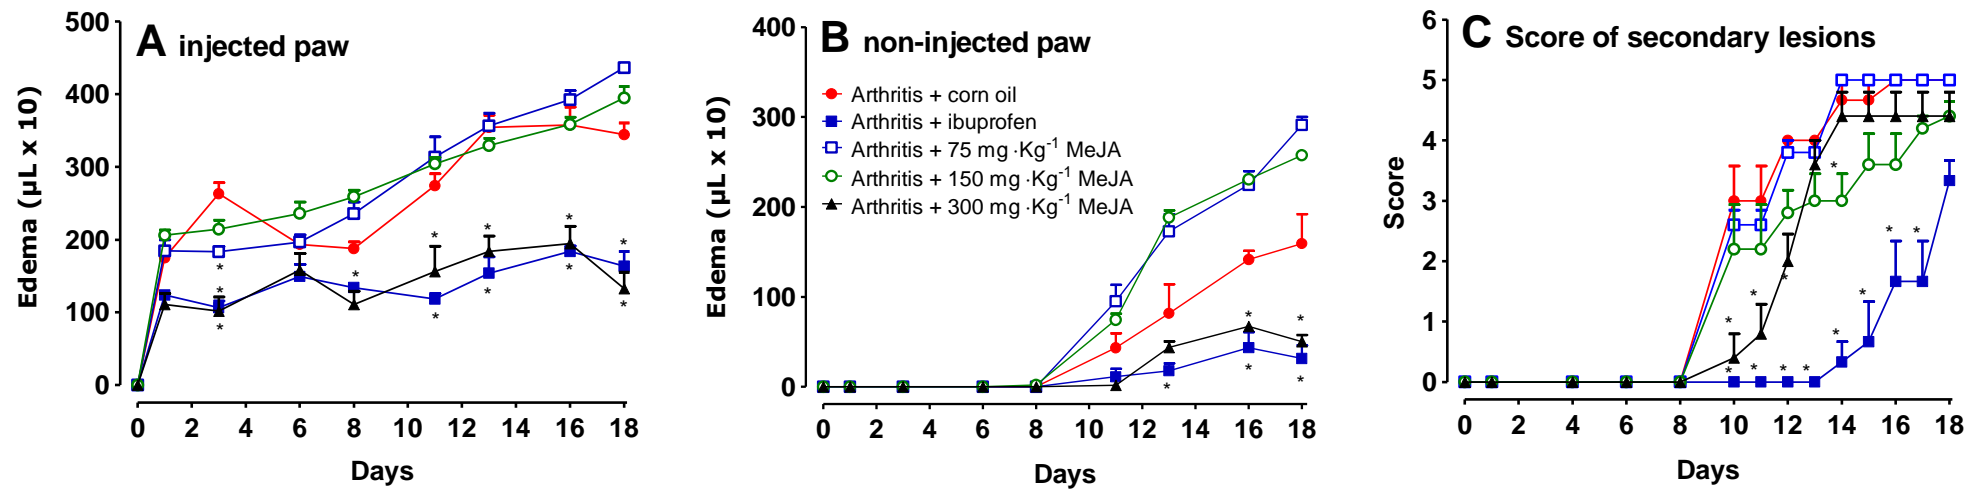 A injected paw
500
400
300
200
100
0
Edema (µL x 10)
0 2 4 6 8 10 12 14 16 18
Days
* * * * * * * * * * * * *
B non-injected paw
400
300
200
100
0
Edema (µL x 10)
Arthritis + corn oil
Arthritis + ibuprofen
Arthritis + 75 mg ·Kg-1 MeJA
Arthritis + 150 mg ·Kg-1 MeJA
Arthritis + 300 mg ·Kg-1 MeJA
0 2 4 6 8 10 12 14 16 18
Days
* * * * *
C Score of secondary lesions
6
5
4
3
2
1
0
Score
0 2 4 6 8 10 12 14 16 18
Days
* * * * * * * * * * * *